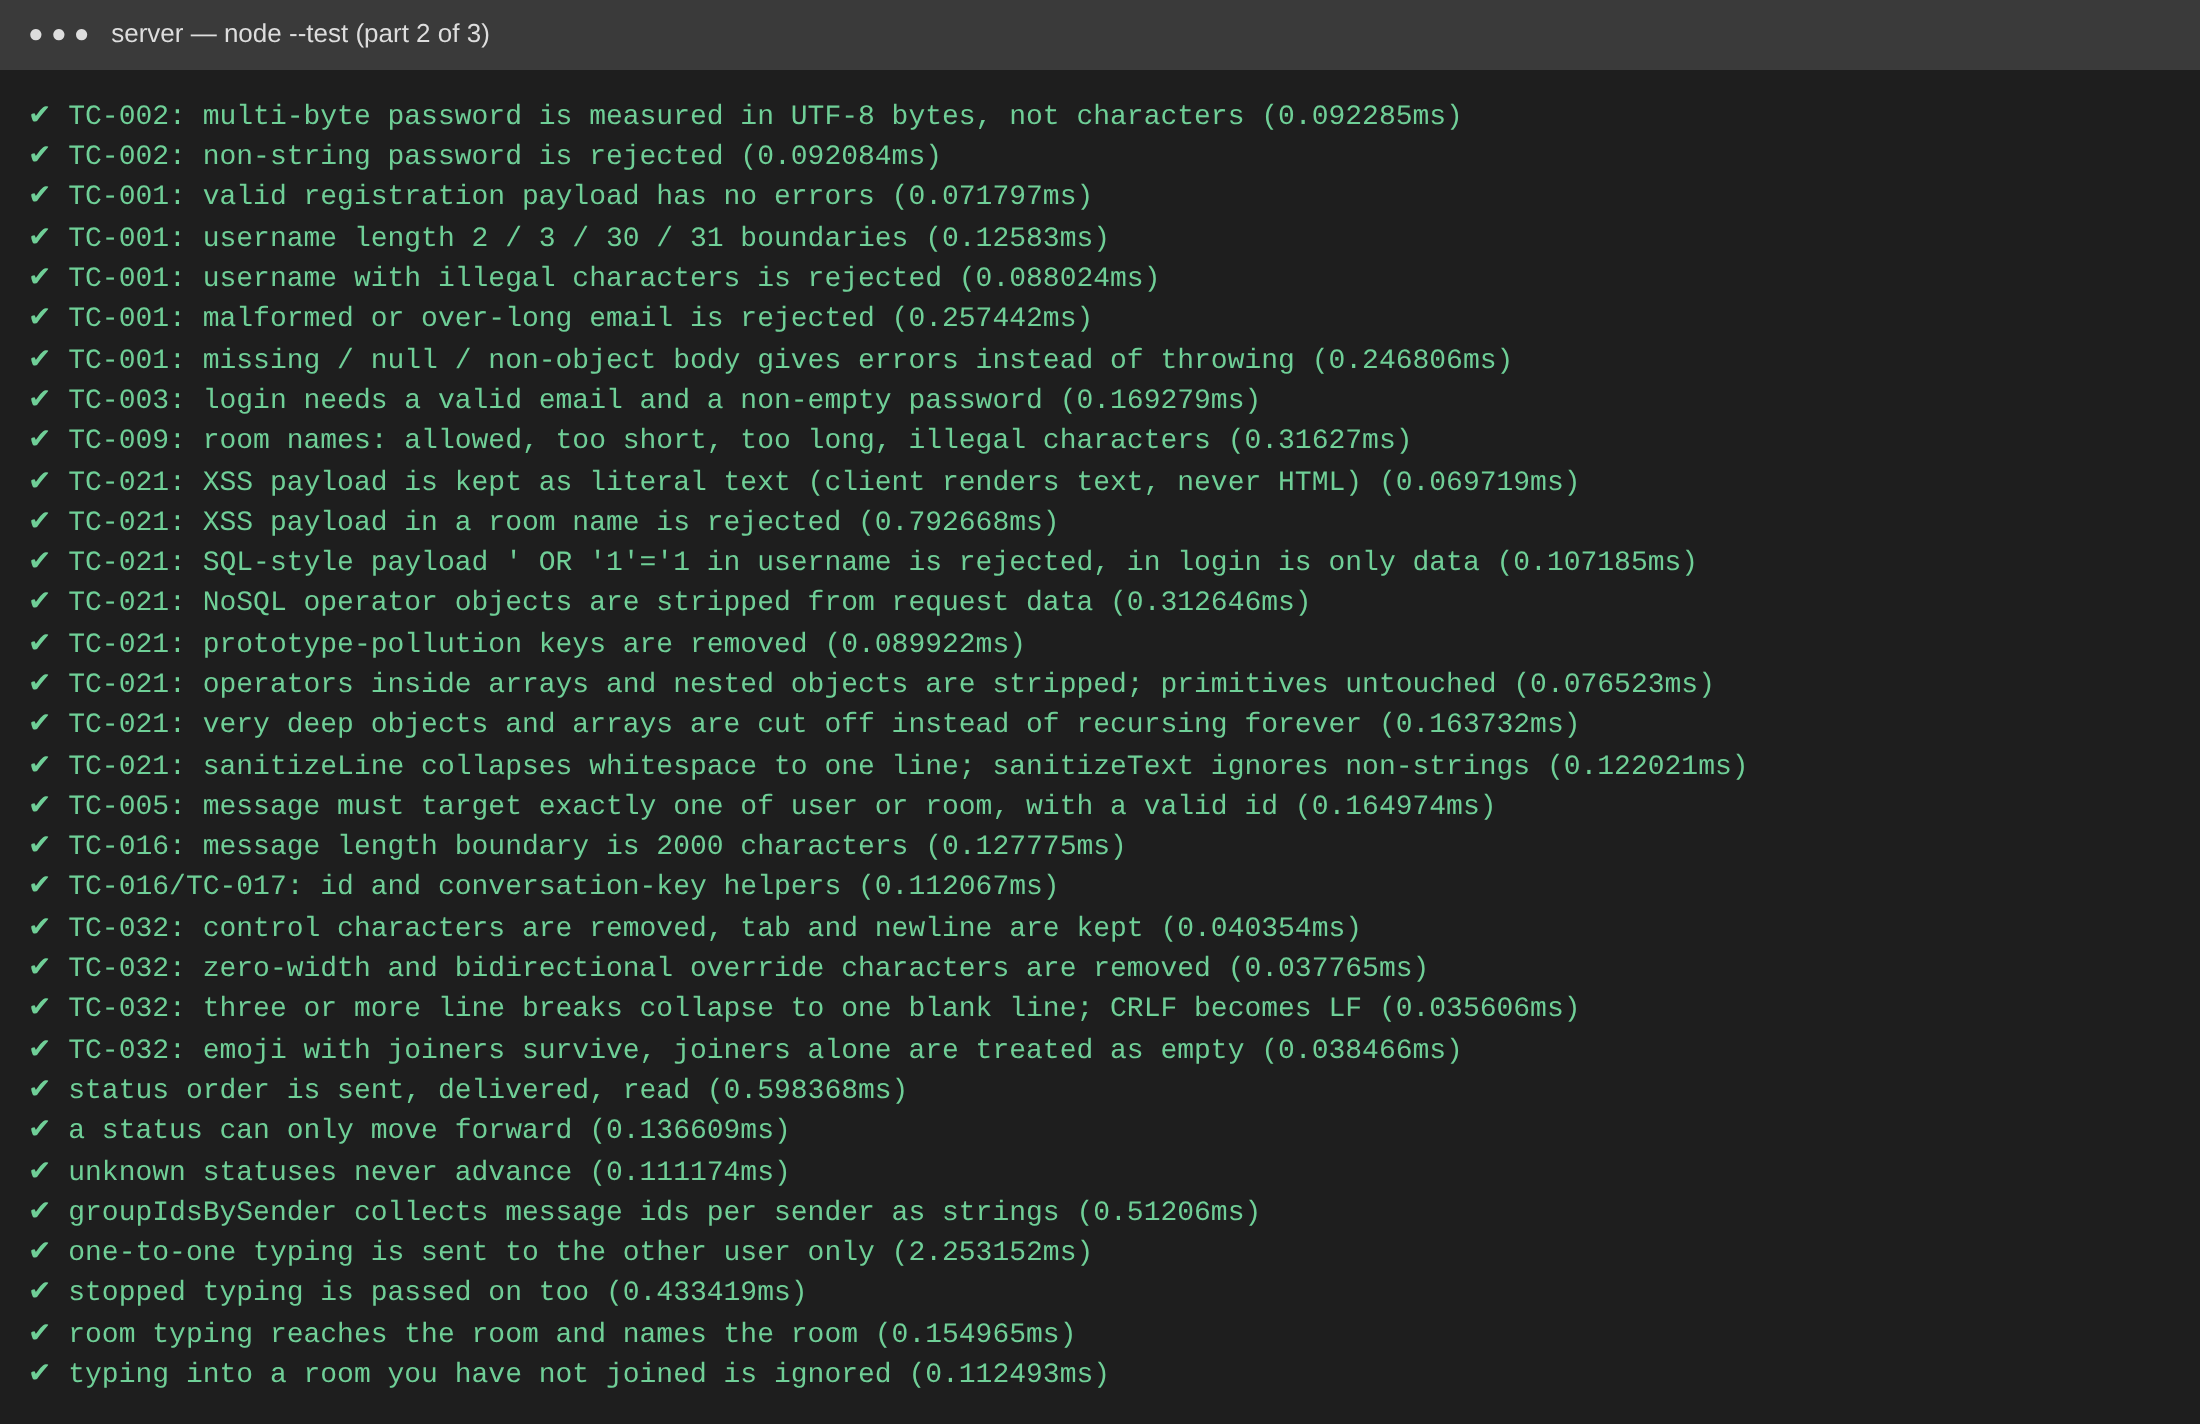 ● ● ● server — node --test (part 2 of 3)
✔ TC-002: multi-byte password is measured in UTF-8 bytes, not characters (0.092285ms)
✔ TC-002: non-string password is rejected (0.092084ms)
✔ TC-001: valid registration payload has no errors (0.071797ms)
✔ TC-001: username length 2 / 3 / 30 / 31 boundaries (0.12583ms)
✔ TC-001: username with illegal characters is rejected (0.088024ms)
✔ TC-001: malformed or over-long email is rejected (0.257442ms)
✔ TC-001: missing / null / non-object body gives errors instead of throwing (0.246806ms)
✔ TC-003: login needs a valid email and a non-empty password (0.169279ms)
✔ TC-009: room names: allowed, too short, too long, illegal characters (0.31627ms)
✔ TC-021: XSS payload is kept as literal text (client renders text, never HTML) (0.069719ms)
✔ TC-021: XSS payload in a room name is rejected (0.792668ms)
✔ TC-021: SQL-style payload ' OR '1'='1 in username is rejected, in login is only data (0.107185ms)
✔ TC-021: NoSQL operator objects are stripped from request data (0.312646ms)
✔ TC-021: prototype-pollution keys are removed (0.089922ms)
✔ TC-021: operators inside arrays and nested objects are stripped; primitives untouched (0.076523ms)
✔ TC-021: very deep objects and arrays are cut off instead of recursing forever (0.163732ms)
✔ TC-021: sanitizeLine collapses whitespace to one line; sanitizeText ignores non-strings (0.122021ms)
✔ TC-005: message must target exactly one of user or room, with a valid id (0.164974ms)
✔ TC-016: message length boundary is 2000 characters (0.127775ms)
✔ TC-016/TC-017: id and conversation-key helpers (0.112067ms)
✔ TC-032: control characters are removed, tab and newline are kept (0.040354ms)
✔ TC-032: zero-width and bidirectional override characters are removed (0.037765ms)
✔ TC-032: three or more line breaks collapse to one blank line; CRLF becomes LF (0.035606ms)
✔ TC-032: emoji with joiners survive, joiners alone are treated as empty (0.038466ms)
✔ status order is sent, delivered, read (0.598368ms)
✔ a status can only move forward (0.136609ms)
✔ unknown statuses never advance (0.111174ms)
✔ groupIdsBySender collects message ids per sender as strings (0.51206ms)
✔ one-to-one typing is sent to the other user only (2.253152ms)
✔ stopped typing is passed on too (0.433419ms)
✔ room typing reaches the room and names the room (0.154965ms)
✔ typing into a room you have not joined is ignored (0.112493ms)